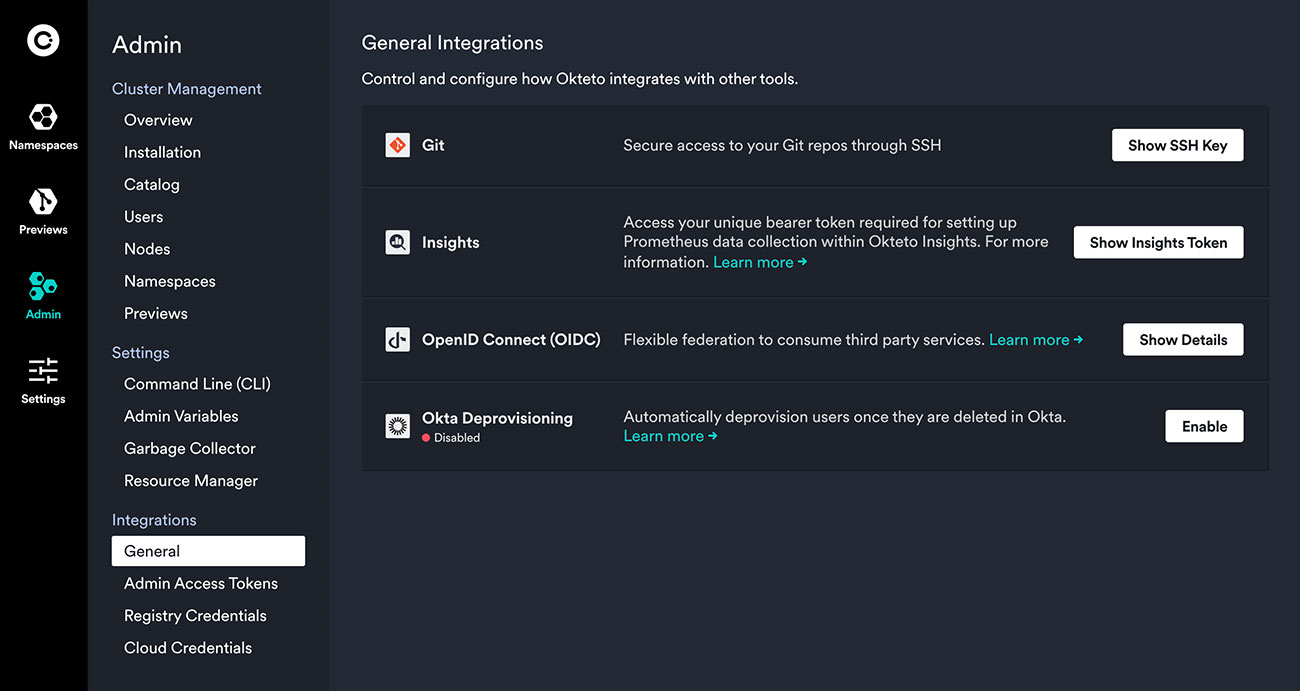 Namespaces
Previews
Admin
Settings
Admin
Cluster Management
Overview
Installation
Catalog
Users
Nodes
Namespaces
Previews
Settings
Command Line (CLI)
Admin Variables
Garbage Collector
Resource Manager
Integrations
General
Admin Access Tokens
Registry Credentials
Cloud Credentials
General Integrations
Control and configure how Okteto integrates with other tools.
Git
Secure access to your Git repos through SSH
Show SSH Key
Insights
Access your unique bearer token required for setting up
Prometheus data collection within Okteto Insights. For more
information. Learn more →
Show Insights Token
OpenID Connect (OIDC)
Flexible federation to consume third party services. Learn more →
Show Details
Okta Deprovisioning
Disabled
Automatically deprovision users once they are deleted in Okta.
Learn more →
Enable